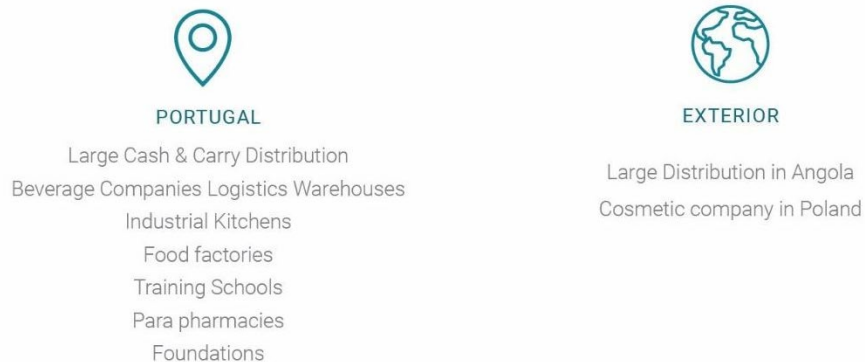 PORTUGAL
Large Cash & Carry Distribution
Beverage Companies Logistics Warehouses
Industrial Kitchens
Food factories
Training Schools
Para pharmacies
Foundations
EXTERIOR
Large Distribution in Angola
Cosmetic company in Poland